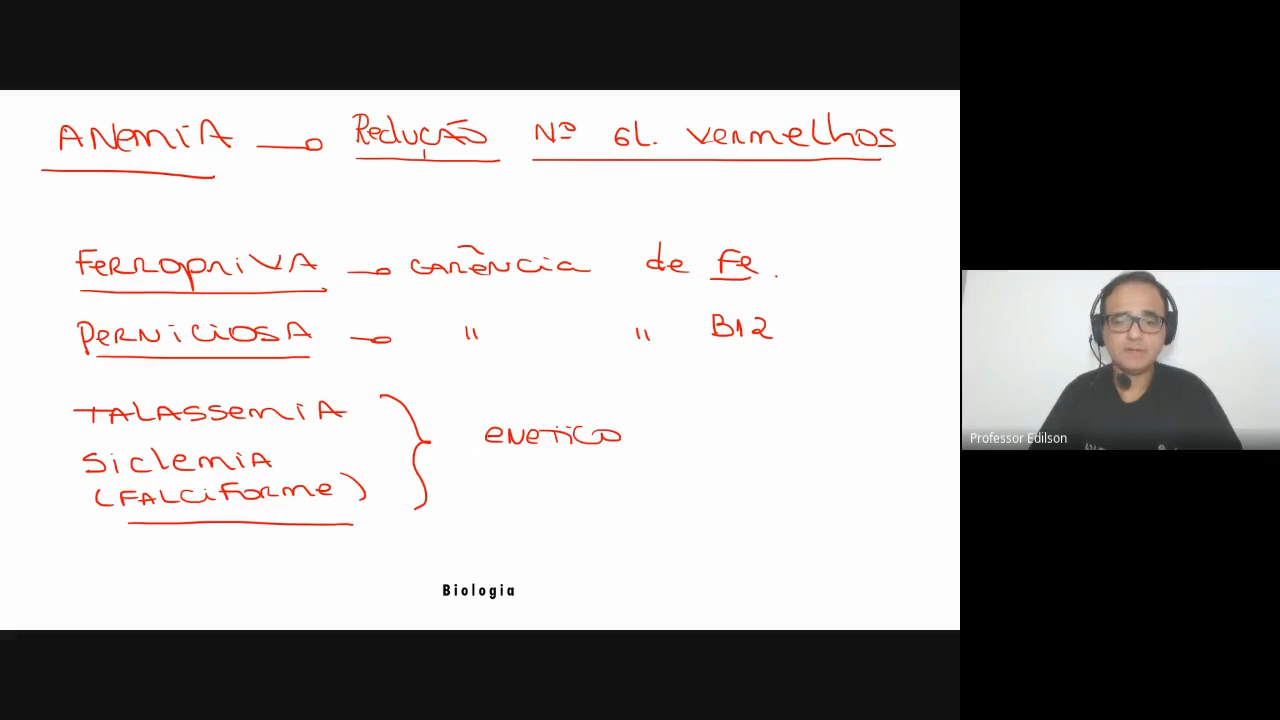 ANEMIA → Redução Nº Gl. vermelhos
FERROPRIVA → carência de Fe.
PERNICIOSA → " " B12
TALASSEMIA
SICLEMIA
(FALCIFORME)
ENETICO
Biologia
Professor Edilson